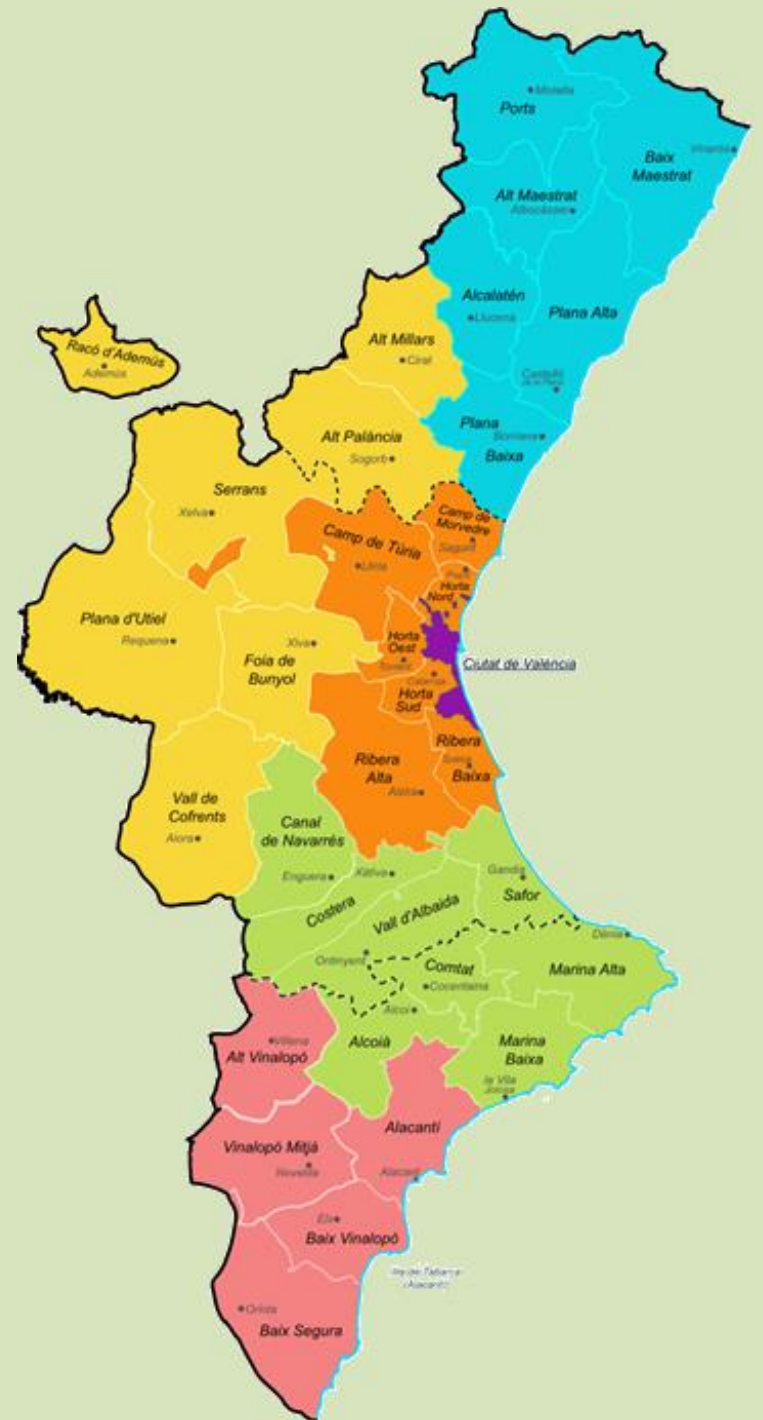 Morella
Ports
Vinaròs
Baix
Maestrat
Alt Maestrat
Albocàsser
Alcalatén
Llucena
Plana Alta
Alt Millars
Cirat
Racó d'Ademús
Ademús
Castelló
de la Plana
Plana
Borriana
Baixa
Alt Palància
Sogorb
Serrans
Xelva
Camp de
Morvedre
Sagunt
Camp de Túria
Llíria
Horta
Nord
Plana d'Utiel
Requena
Xiva
Foia de
Bunyol
Horta
Oest
Torrent
Ciutat de València
Catarroja
Horta
Sud
Ribera
Sueca
Baixa
Ribera
Alta
Alzira
Vall de
Cofrents
Aiora
Canal
de Navarrés
Enguera
Xàtiva
Gandia
Safor
Costera
Vall d'Albaida
Dénia
Ontinyent
Comtat
Cocentaina
Marina Alta
Alcoi
Alcoià
Marina
Baixa
la Vila
Joiosa
Villena
Alt Vinalopó
Alacantí
Vinalopó Mitjà
Novelda
Alacant
Elx
Baix Vinalopó
Oriola
Baix Segura